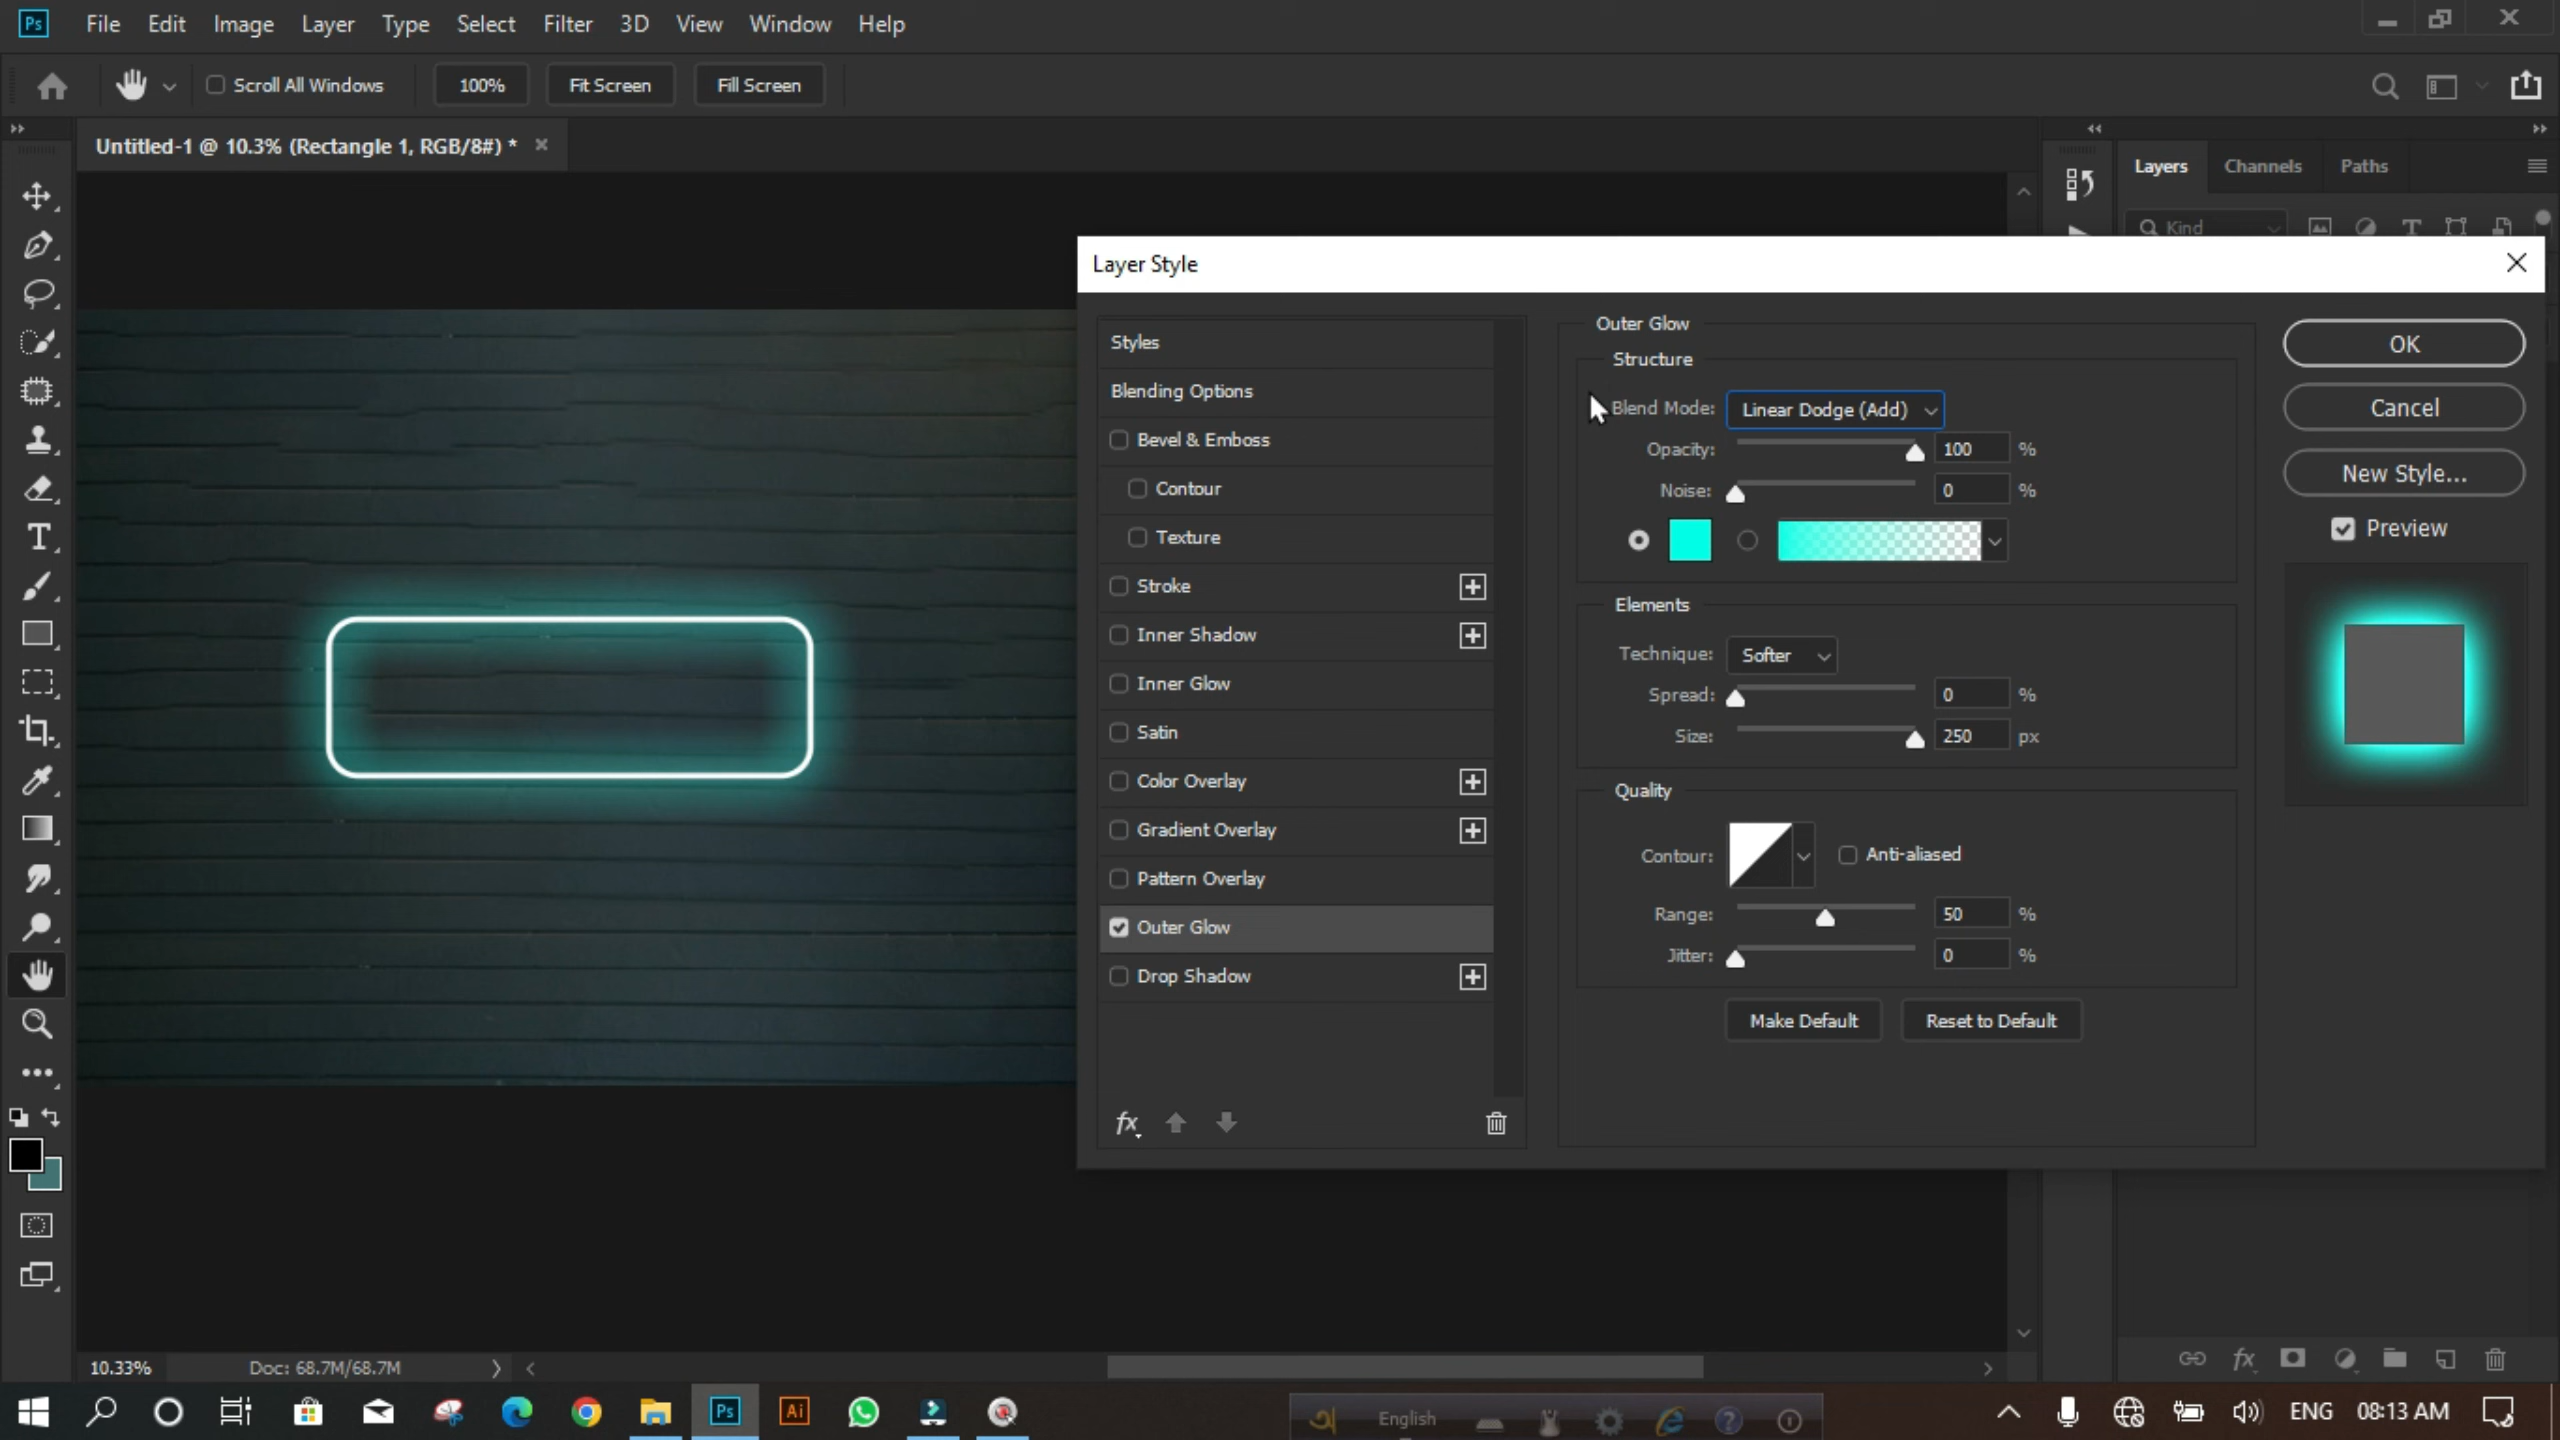 Ps File Edit Image Layer Type Select Filter 3D View Window Help
Scroll All Windows 100% Fit Screen Fill Screen
Untitled-1 @ 10.3% (Rectangle 1, RGB/8#) * ×
Layers Channels Paths
Kind
Layer Style
Styles
Blending Options
Bevel & Emboss
Contour
Texture
Stroke
Inner Shadow
Inner Glow
Satin
Color Overlay
Gradient Overlay
Pattern Overlay
Outer Glow
Drop Shadow
fx
Outer Glow
Structure
Blend Mode: Linear Dodge (Add)
Opacity: 100 %
Noise: 0 %
Elements
Technique: Softer
Spread: 0 %
Size: 250 px
Quality
Contour: Anti-aliased
Range: 50 %
Jitter: 0 %
Make Default Reset to Default
OK
Cancel
New Style...
Preview
10.33% Doc: 68.7M/68.7M
fx
Ps Ai অ English ENG 08:13 AM